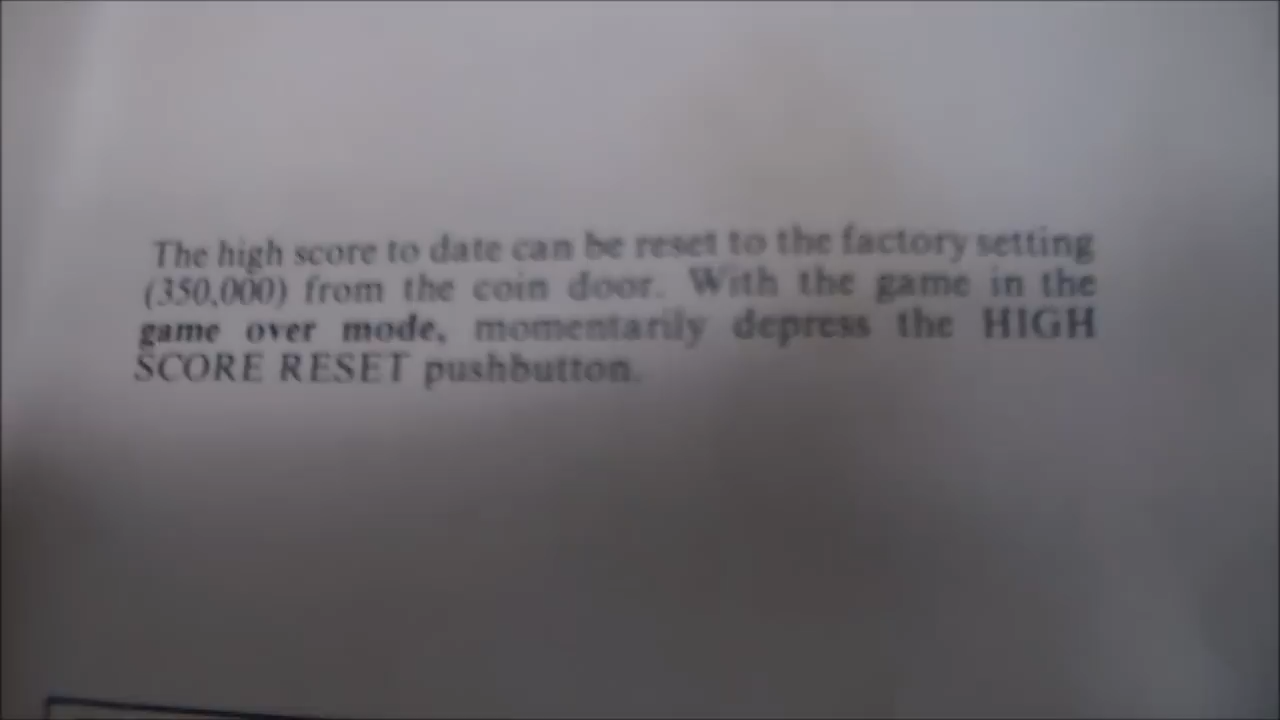 The high score to date can be reset to the factory setting
(350,000) from the coin door. With the game in the
game over mode, momentarily depress the HIGH
SCORE RESET pushbutton.